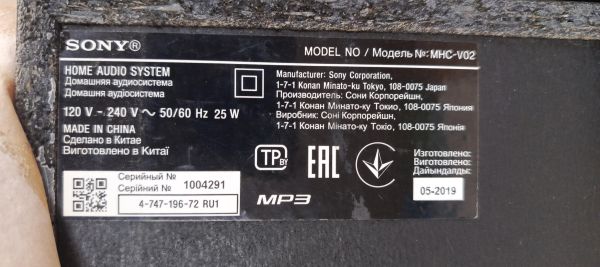 SONY®
MODEL NO / Модель №: MHC-V02
HOME AUDIO SYSTEM
Домашняя аудиосистема
Домашня аудіосистема
120 V ⎓ 240 V ~ 50/60 Hz 25 W
MADE IN CHINA
Сделано в Китае
Виготовлено в Китаї
Manufacturer: Sony Corporation,
1-7-1 Konan Minato-ku Tokyo, 108-0075 Japan
Производитель: Сони Корпорейшн,
1-7-1 Конан Минато-ку Токио, 108-0075 Япония
Виробник: Соні Корпорейшн,
1-7-1 Конан Мінато-ку Токіо, 108-0075 Японія
Серийный №
Серійний №
1004291
4-747-196-72 RU1
TP BY
EAC
MP3
Изготовлено:
Виготовлено:
Дайындалды:
05-2019